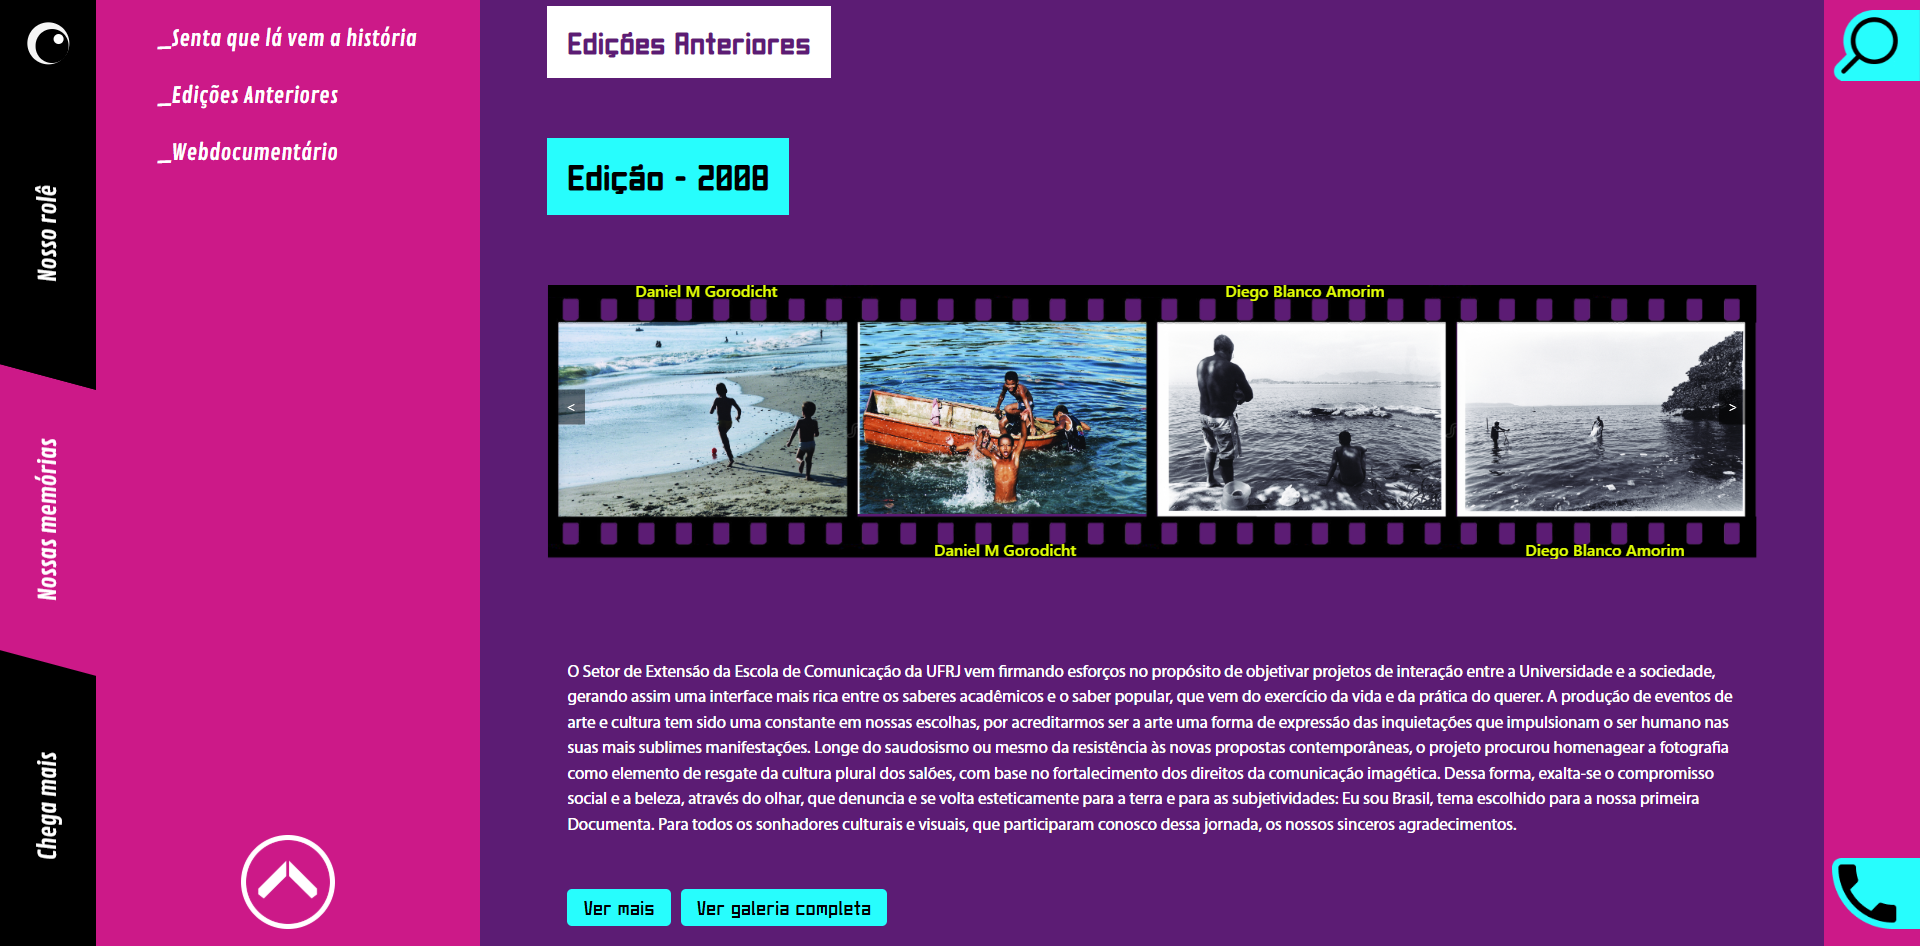 _Senta que lá vem a história
_Edições Anteriores
_Webdocumentário
Nosso rolê
Nossas memórias
Chega mais
Edições Anteriores
Edição - 2008
Daniel M Gorodicht
Diego Blanco Amorim
<
>
Daniel M Gorodicht
Diego Blanco Amorim
O Setor de Extensão da Escola de Comunicação da UFRJ vem firmando esforços no propósito de objetivar projetos de interação entre a Universidade e a sociedade,
gerando assim uma interface mais rica entre os saberes acadêmicos e o saber popular, que vem do exercício da vida e da prática do querer. A produção de eventos de
arte e cultura tem sido uma constante em nossas escolhas, por acreditarmos ser a arte uma forma de expressão das inquietações que impulsionam o ser humano nas
suas mais sublimes manifestações. Longe do saudosismo ou mesmo da resistência às novas propostas contemporâneas, o projeto procurou homenagear a fotografia
como elemento de resgate da cultura plural dos salões, com base no fortalecimento dos direitos da comunicação imagética. Dessa forma, exalta-se o compromisso
social e a beleza, através do olhar, que denuncia e se volta esteticamente para a terra e para as subjetividades: Eu sou Brasil, tema escolhido para a nossa primeira
Documenta. Para todos os sonhadores culturais e visuais, que participaram conosco dessa jornada, os nossos sinceros agradecimentos.
Ver mais
Ver galeria completa